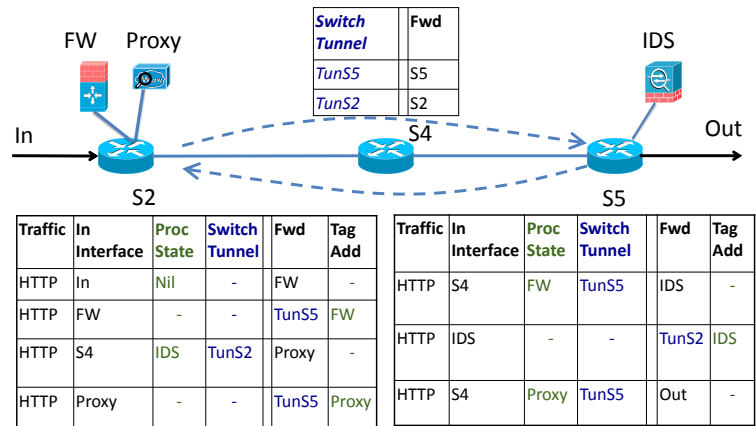 Switch Tunnel Fwd
TunS5 S5
TunS2 S2
FW Proxy IDS
In S4 Out
S2 S5
Traffic In Interface Proc State Switch Tunnel Fwd Tag Add
HTTP In Nil - FW -
HTTP FW - - TunS5 FW
HTTP S4 IDS TunS2 Proxy -
HTTP Proxy - - TunS5 Proxy
Traffic In Interface Proc State Switch Tunnel Fwd Tag Add
HTTP S4 FW TunS5 IDS -
HTTP IDS - - TunS2 IDS
HTTP S4 Proxy TunS5 Out -